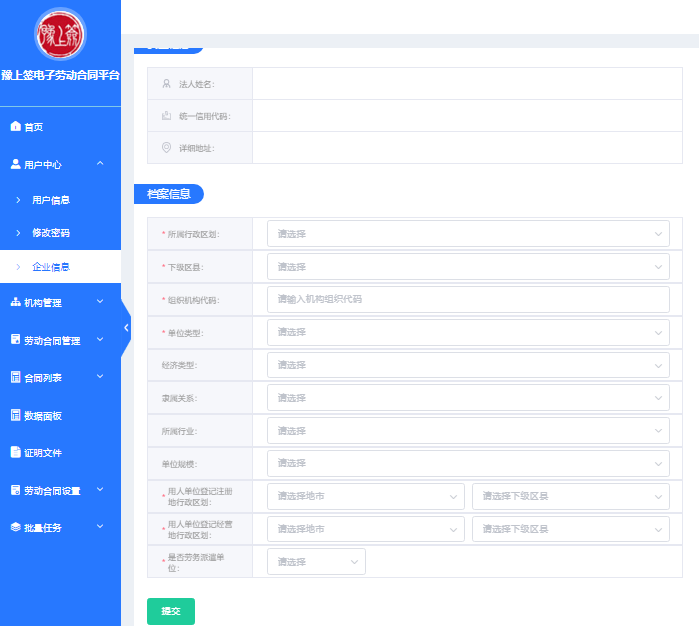 豫上签
豫上签电子劳动合同平台
首页
用户中心
用户信息
修改密码
企业信息
机构管理
劳动合同管理
合同列表
数据面板
证明文件
劳动合同设置
批量任务
法人姓名：
统一信用代码：
详细地址：
档案信息
* 所属行政区划： 请选择
* 下级区县： 请选择
* 组织机构代码： 请输入机构组织代码
* 单位类型： 请选择
经济类型： 请选择
隶属关系： 请选择
所属行业： 请选择
单位规模： 请选择
* 用人单位登记注册
地行政区划： 请选择地市 请选择下级区县
* 用人单位登记经营
地行政区划： 请选择地市 请选择下级区县
* 是否劳务派遣单
位： 请选择
提交